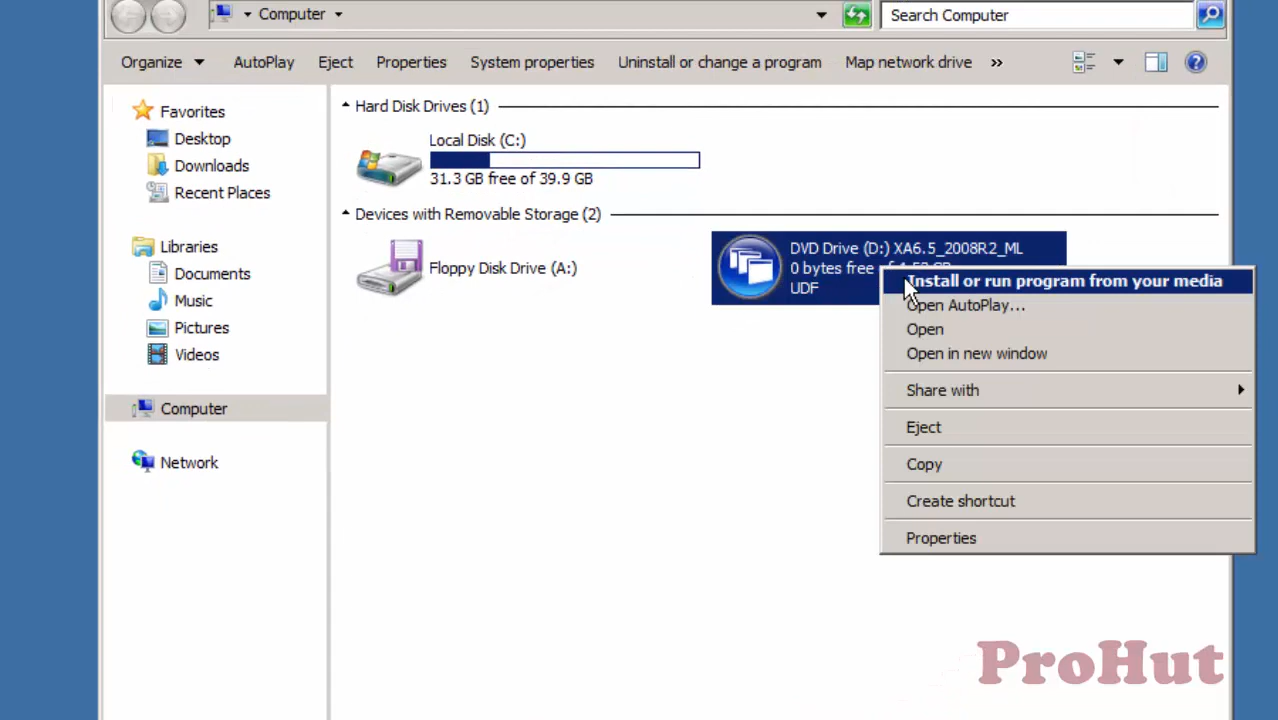 Computer
Search Computer
Organize
AutoPlay
Eject
Properties
System properties
Uninstall or change a program
Map network drive
»
Favorites
Desktop
Downloads
Recent Places
Libraries
Documents
Music
Pictures
Videos
Computer
Network
Hard Disk Drives (1)
Local Disk (C:)
31.3 GB free of 39.9 GB
Devices with Removable Storage (2)
Floppy Disk Drive (A:)
DVD Drive (D:) XA6.5_2008R2_ML
0 bytes free of
UDF
Install or run program from your media
Open AutoPlay...
Open
Open in new window
Share with
Eject
Copy
Create shortcut
Properties
ProHut